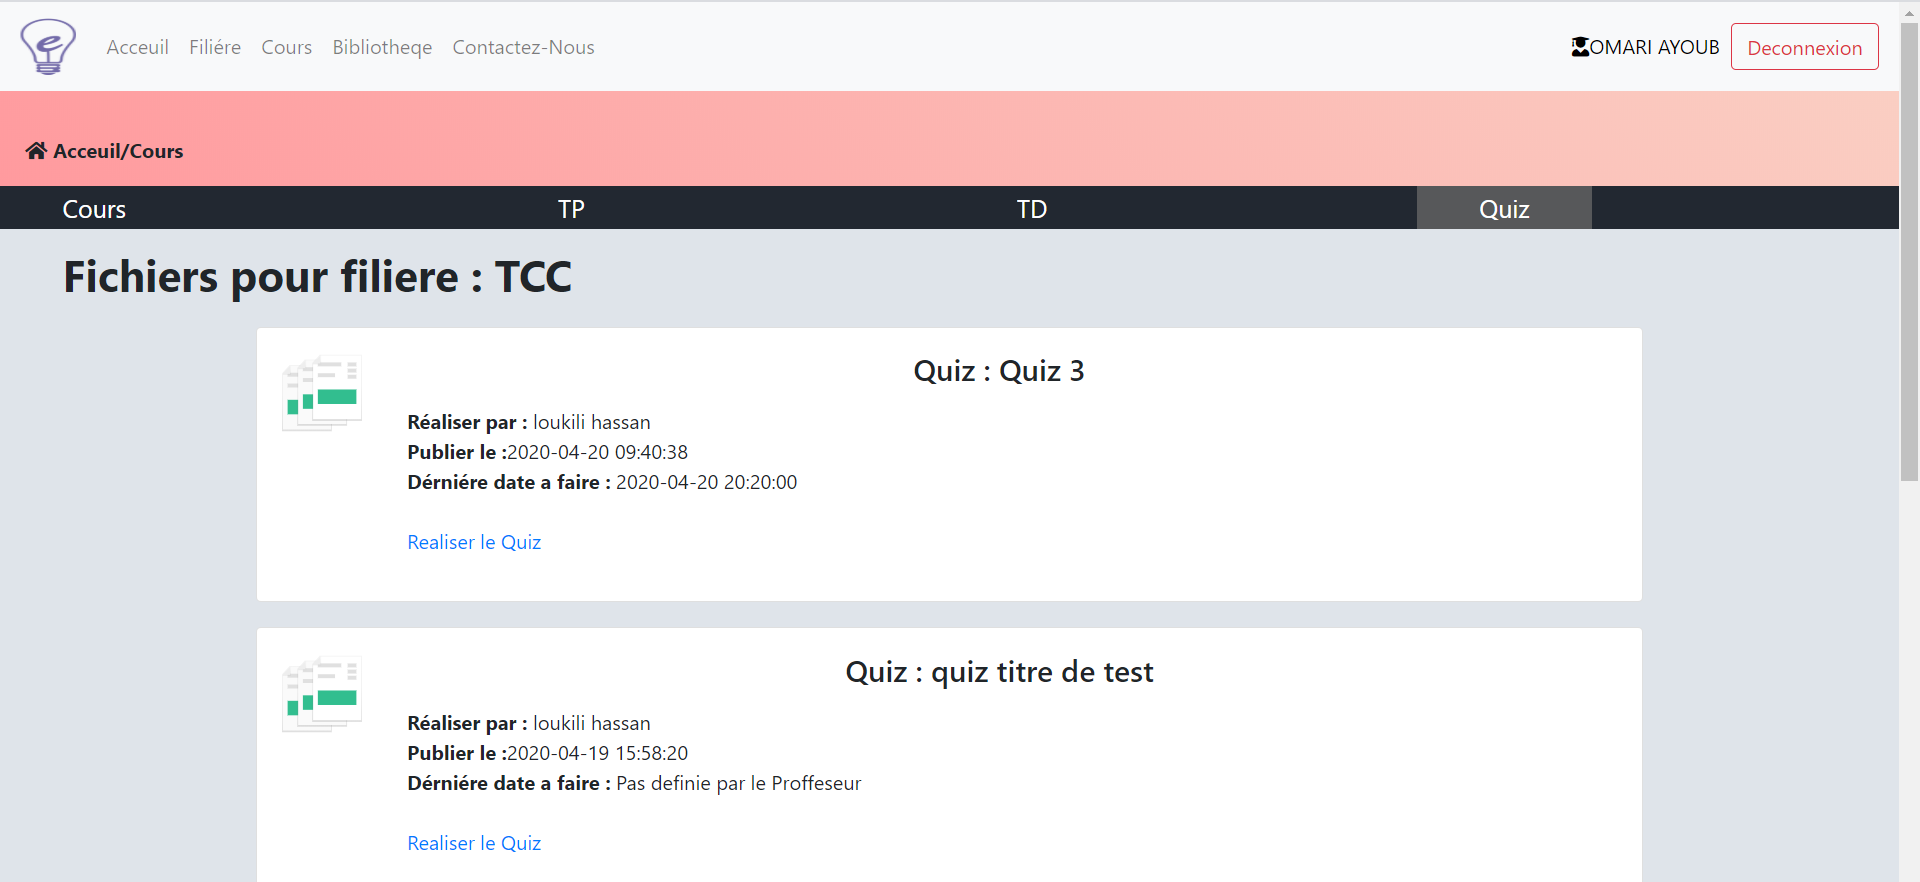 Acceuil Filiére Cours Bibliotheqe Contactez-Nous OMARI AYOUB Deconnexion
Acceuil/Cours
Cours TP TD Quiz
Fichiers pour filiere : TCC
Quiz : Quiz 3
Réaliser par : loukili hassan
Publier le :2020-04-20 09:40:38
Dérniére date a faire : 2020-04-20 20:20:00
Realiser le Quiz
Quiz : quiz titre de test
Réaliser par : loukili hassan
Publier le :2020-04-19 15:58:20
Dérniére date a faire : Pas definie par le Proffeseur
Realiser le Quiz